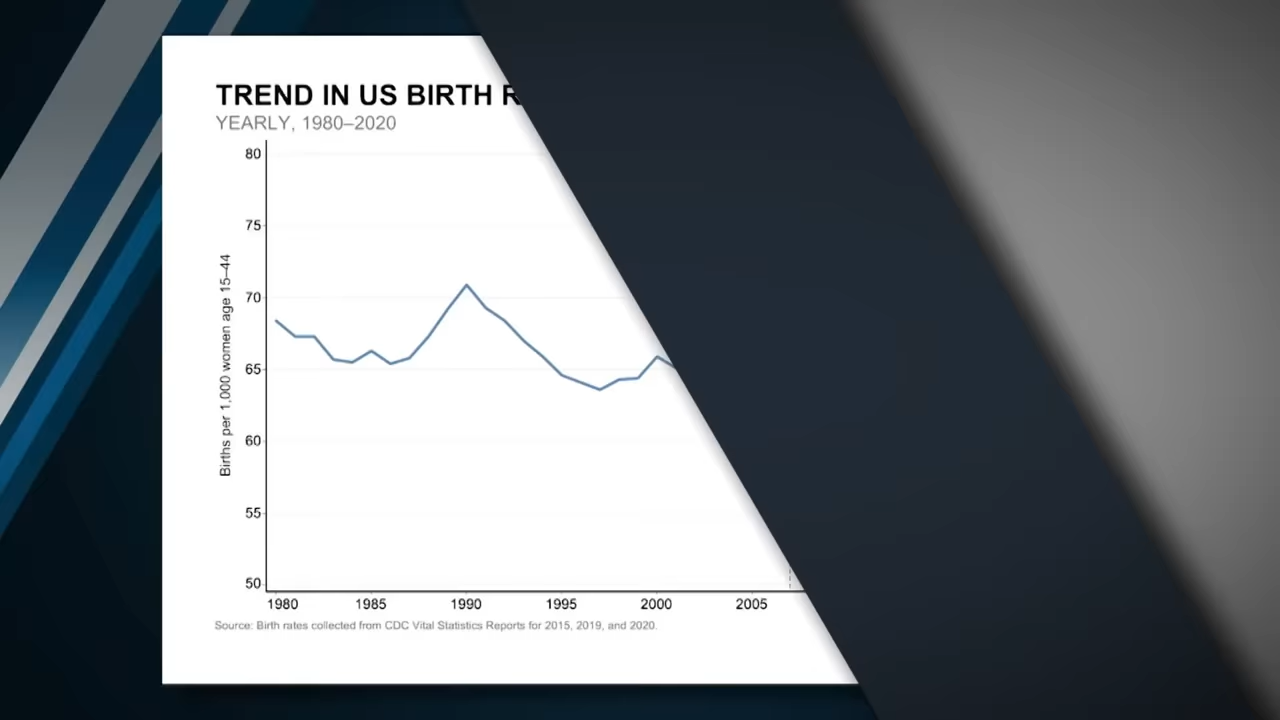 TREND IN US BIRTH
YEARLY, 1980–2020
80
75
70
65
60
55
50
Births per 1,000 women age 15–44
1980 1985 1990 1995 2000 2005
Source: Birth rates collected from CDC Vital Statistics Reports for 2015, 2019, and 2020.